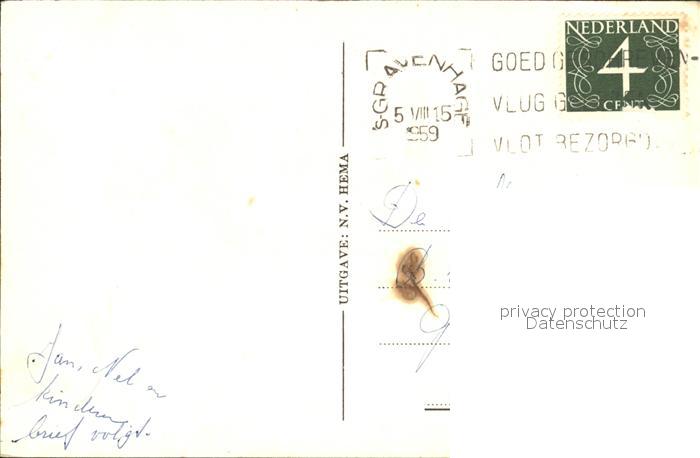 NEDERLAND
4
CENT
'S-GRAVENHAGE
5 VIII 15
1959
GOED G
VLUG G
VLOT BEZORGD
UITGAVE: N.V. HEMA
De
privacy protection
Datenschutz
Jan, Nel en
kinderen
brief volgt.